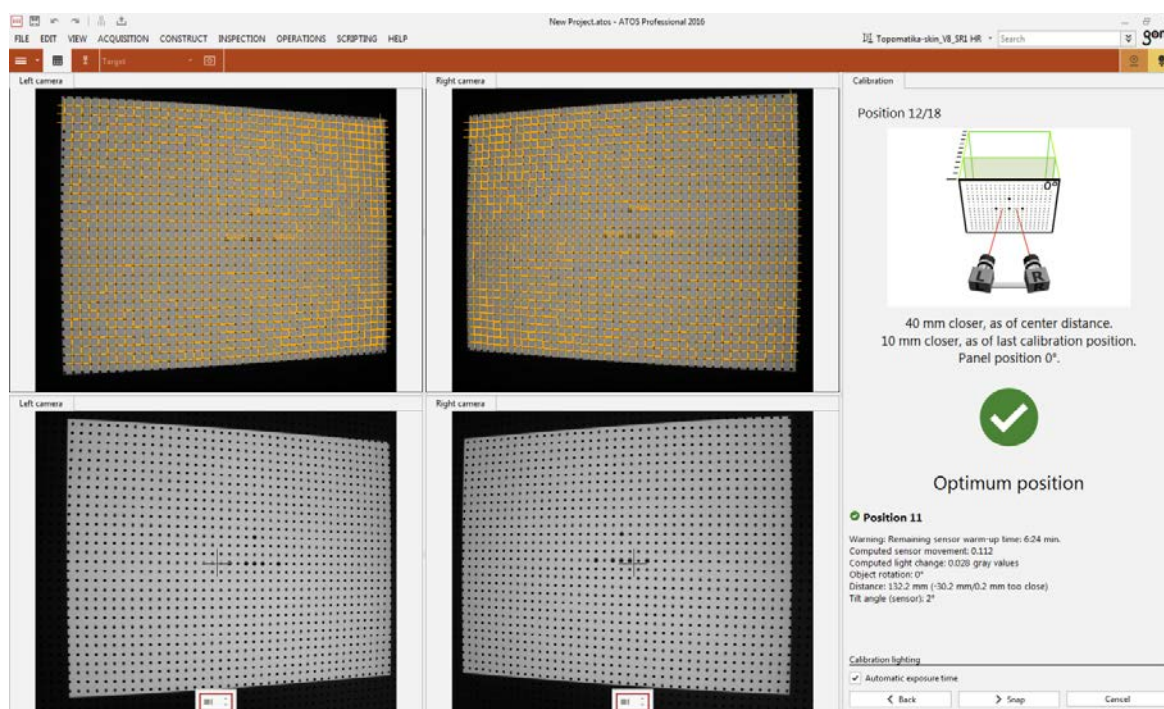 New Project.atos - ATOS Professional 2016
FILE EDIT VIEW ACQUISITION CONSTRUCT INSPECTION OPERATIONS SCRIPTING HELP
Topomatika-skin_V8_SR1 HR
Search
Target
Left camera
Right camera
Calibration
Position 12/18
0°
L
R
40 mm closer, as of center distance.
10 mm closer, as of last calibration position.
Panel position 0°.
Left camera
Right camera
Optimum position
Position 11
Warning: Remaining sensor warm-up time: 6:24 min.
Computed sensor movement: 0.112
Computed light change: 0.028 gray values
Object rotation: 0°
Distance: 132.2 mm (-30.2 mm/0.2 mm too close)
Tilt angle (sensor): 2°
Calibration lighting
Automatic exposure time
Back
Snap
Cancel